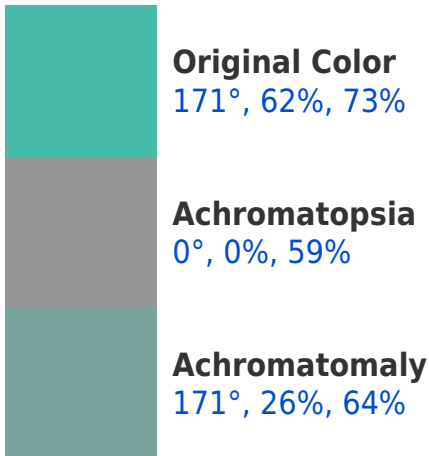 Original Color
171°, 62%, 73%
Achromatopsia
0°, 0%, 59%
Achromatomaly
171°, 26%, 64%